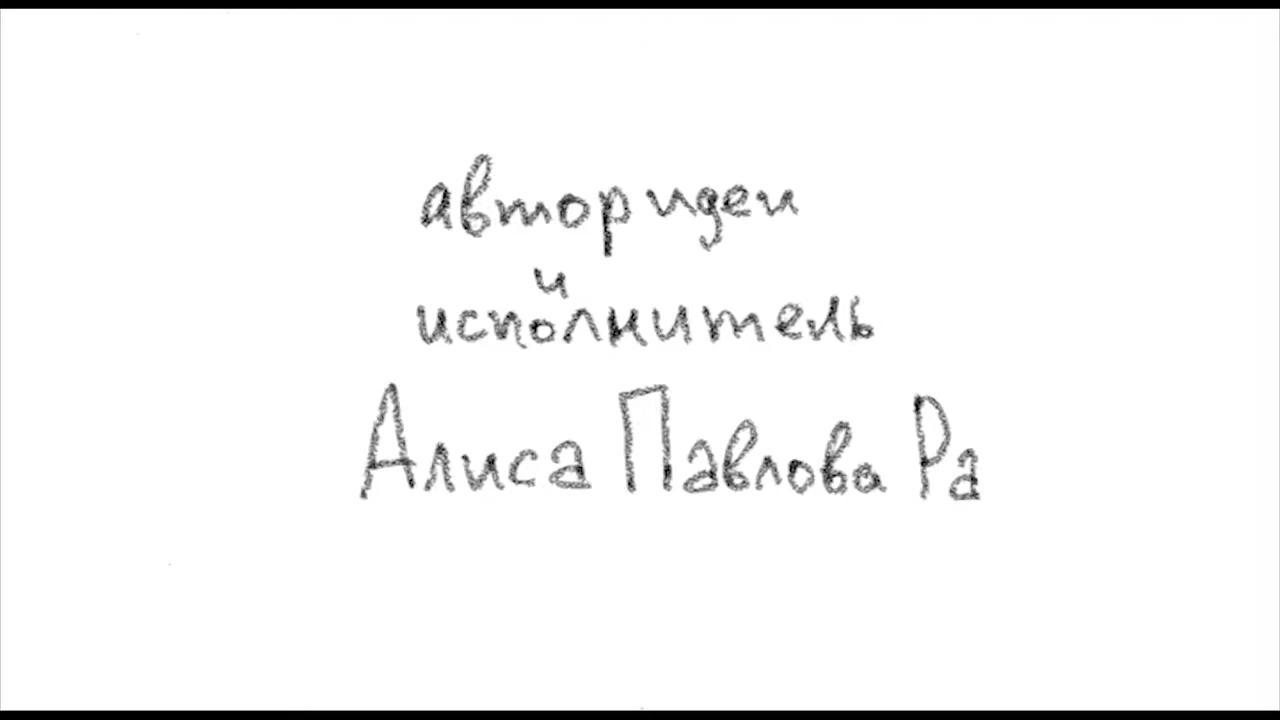 автор идеи
и
исполнитель
Алиса Павлова Ра